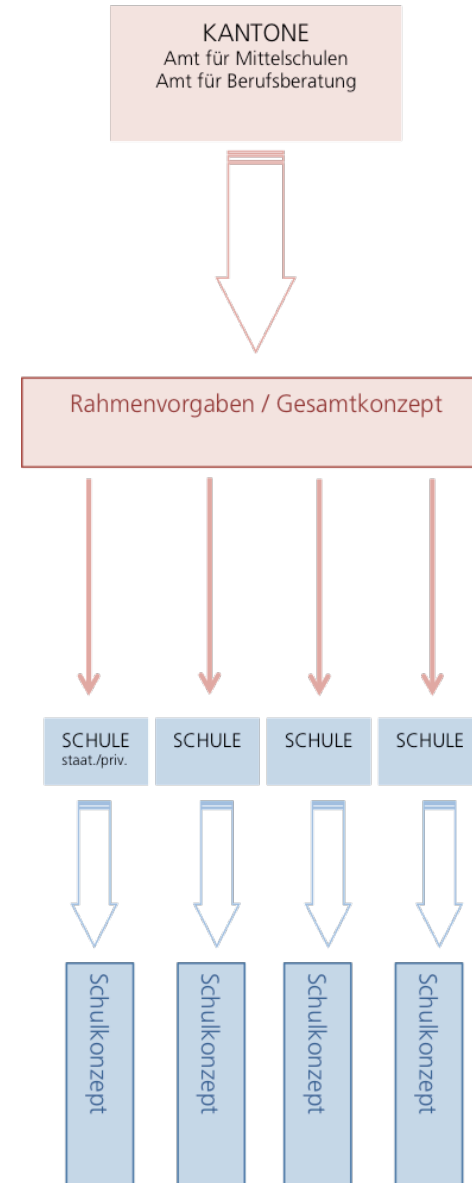 KANTONE
Amt für Mittelschulen
Amt für Berufsberatung
Rahmenvorgaben / Gesamtkonzept
SCHULE
staat./priv.
SCHULE
SCHULE
SCHULE
Schulkonzept
Schulkonzept
Schulkonzept
Schulkonzept